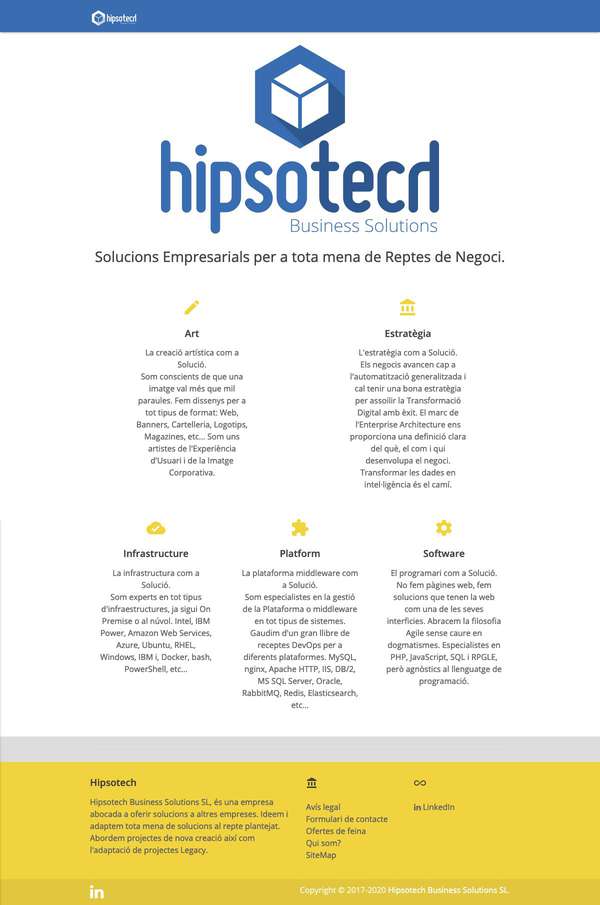 hipsotech
hipsotech
Business Solutions
Solucions Empresarials per a tota mena de Reptes de Negoci.
Art
La creació artística com a
Solució.
Som conscients de que una
imatge val més que mil
paraules. Fem dissenys per a
tot tipus de format: Web,
Banners, Cartelleria, Logotips,
Magazines, etc... Som uns
artistes de l'Experiència
d'Usuari i de la Imatge
Corporativa.
Estratègia
L'estratègia com a Solució.
Els negocis avancen cap a
l'automatització generalitzada i
cal tenir una bona estratègia
per assolir la Transformació
Digital amb èxit. El marc de
l'Enterprise Architecture ens
proporciona una definició clara
del què, el com i qui
desenvolupa el negoci.
Transformar les dades en
intel·ligència és el camí.
Infrastructure
La infrastructura com a
Solució.
Som experts en tot tipus
d'infraestructures, ja sigui On
Premise o al núvol. Intel, IBM
Power, Amazon Web Services,
Azure, Ubuntu, RHEL,
Windows, IBM i, Docker, bash,
PowerShell, etc...
Platform
La plataforma middleware com
a Solució.
Som especialistes en la gestió
de la Plataforma o middleware
en tot tipus de sistemes.
Gaudim d'un gran llibre de
receptes DevOps per a
diferents plataformes. MySQL,
nginx, Apache HTTP, IIS, DB/2,
MS SQL Server, Oracle,
RabbitMQ, Redis, Elasticsearch,
etc...
Software
El programari com a Solució.
No fem pàgines web, fem
solucions que tenen la web
com una de les seves
interfícies. Abracem la filosofia
Agile sense caure en
dogmatismes. Especialistes en
PHP, JavaScript, SQL i RPGLE,
però agnòstics al llenguatge de
programació.
Hipsotech
Hipsotech Business Solutions SL, és una empresa
abocada a oferir solucions a altres empreses. Ideem i
adaptem tota mena de solucions al repte plantejat.
Abordem projectes de nova creació així com
l'adaptació de projectes Legacy.
Avís legal
Formulari de contacte
Ofertes de feina
Qui som?
SiteMap
in LinkedIn
in
Copyright © 2017-2020 Hipsotech Business Solutions SL.